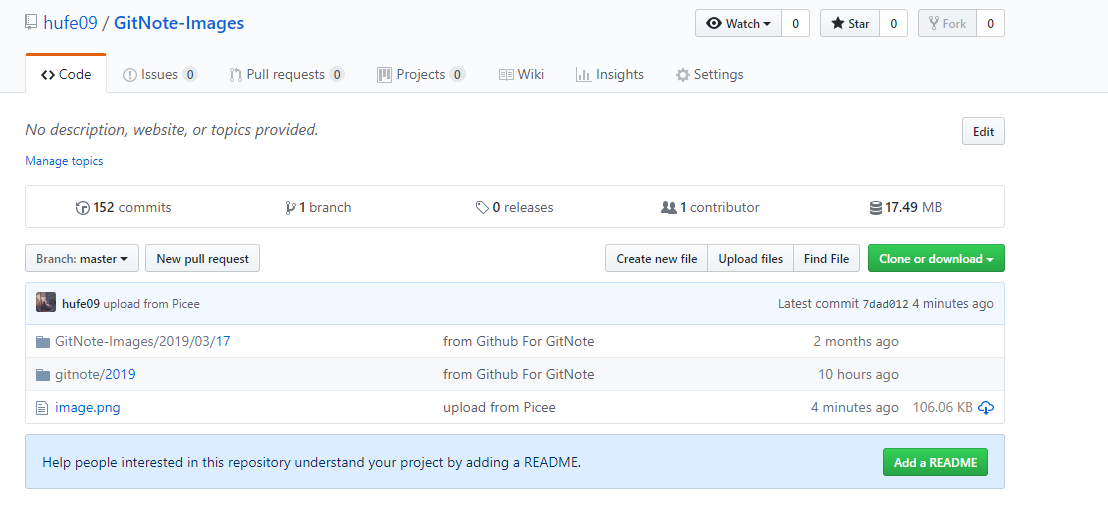 hufe09 / GitNote-Images
Watch 0 Star 0 Fork 0
Code Issues 0 Pull requests 0 Projects 0 Wiki Insights Settings
No description, website, or topics provided.
Edit
Manage topics
152 commits 1 branch 0 releases 1 contributor 17.49 MB
Branch: master New pull request Create new file Upload files Find File Clone or download
hufe09 upload from Picee Latest commit 7dad012 4 minutes ago
GitNote-Images/2019/03/17 from Github For GitNote 2 months ago
gitnote/2019 from Github For GitNote 10 hours ago
image.png upload from Picee 4 minutes ago 106.06 KB
Help people interested in this repository understand your project by adding a README. Add a README